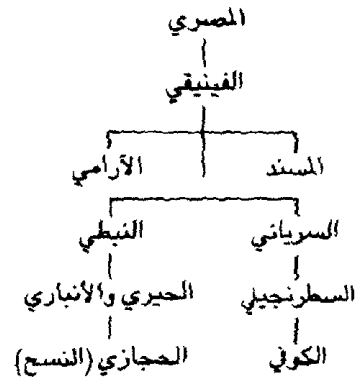 المصري
الفينيقي
المسند الآرامي
السرياني النبطي
السطرنجيلي الحيري والأنباري
الكوفي الحجازي (النسخ)